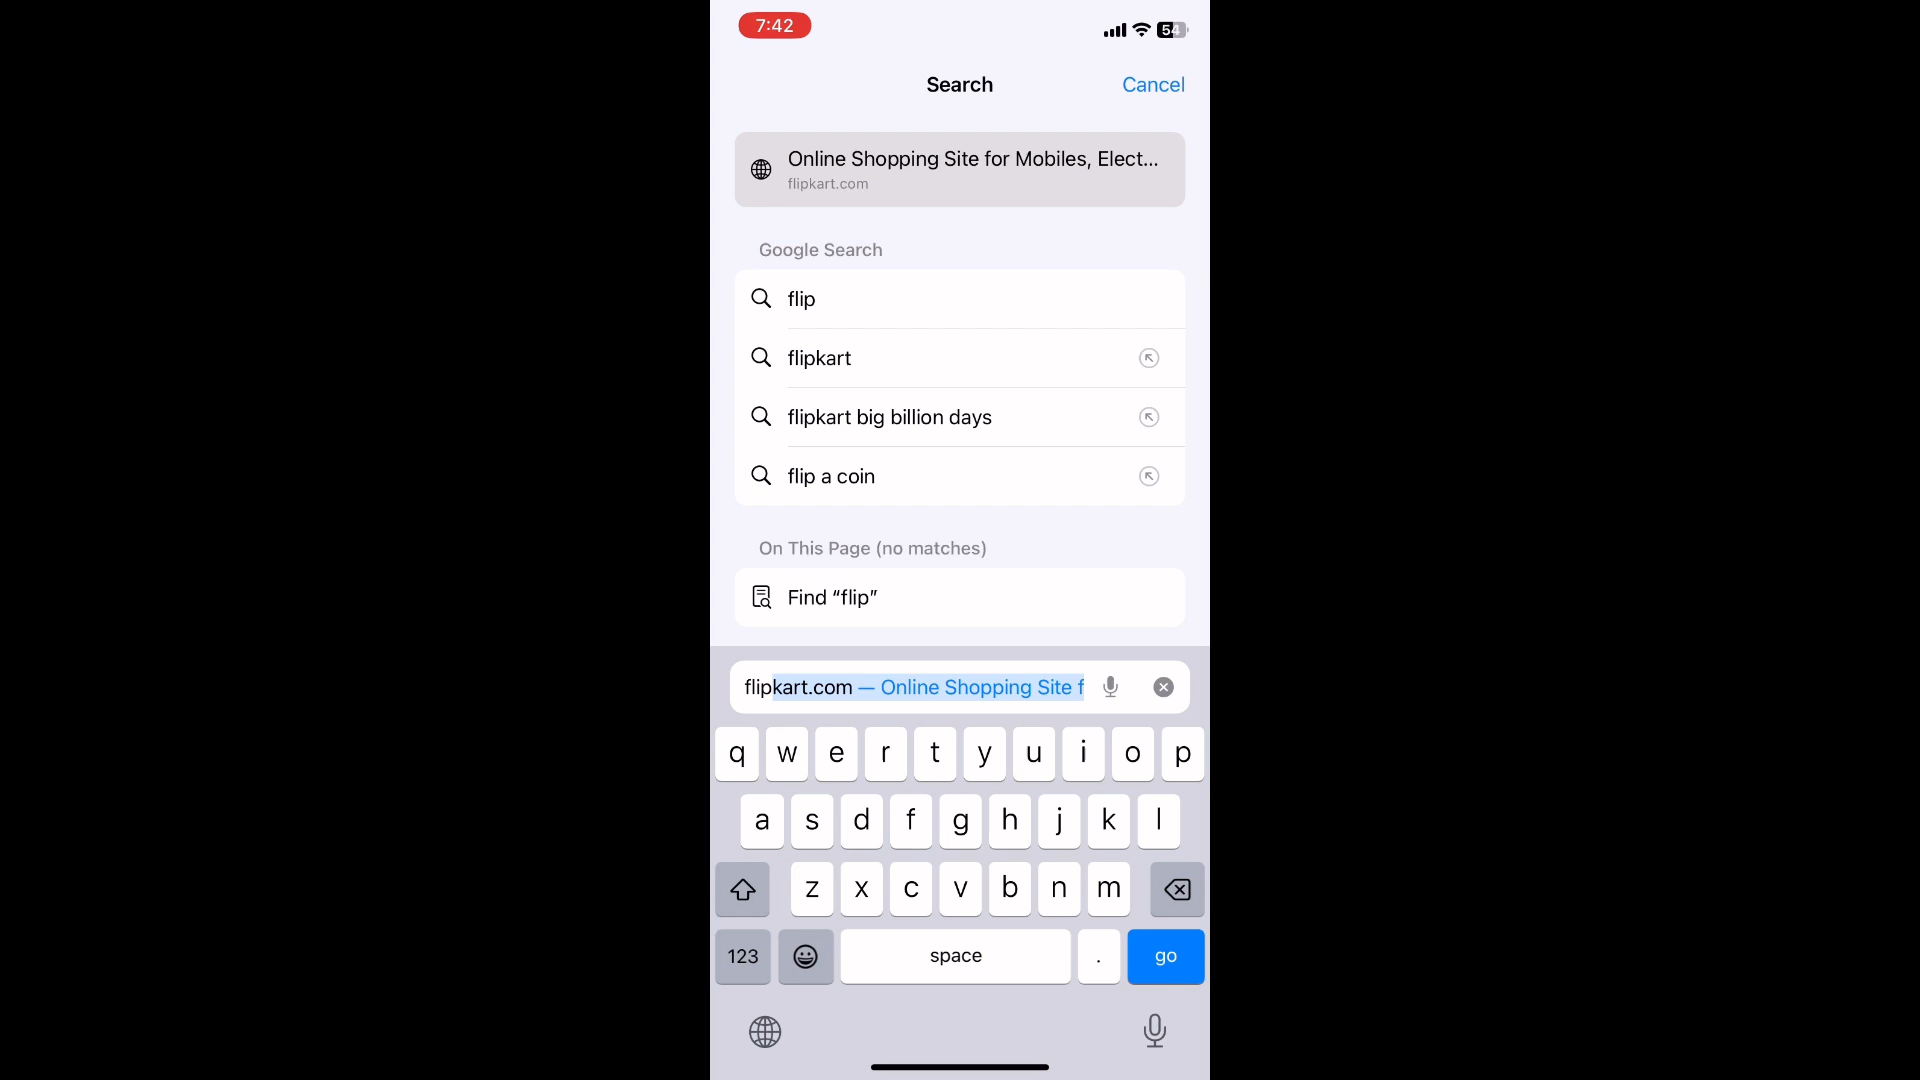 7:42
54
Search
Cancel
Online Shopping Site for Mobiles, Elect...
flipkart.com
Google Search
flip
flipkart
flipkart big billion days
flip a coin
On This Page (no matches)
Find “flip”
flipkart.com — Online Shopping Site f
q w e r t y u i o p
a s d f g h j k l
z x c v b n m
123 space . go